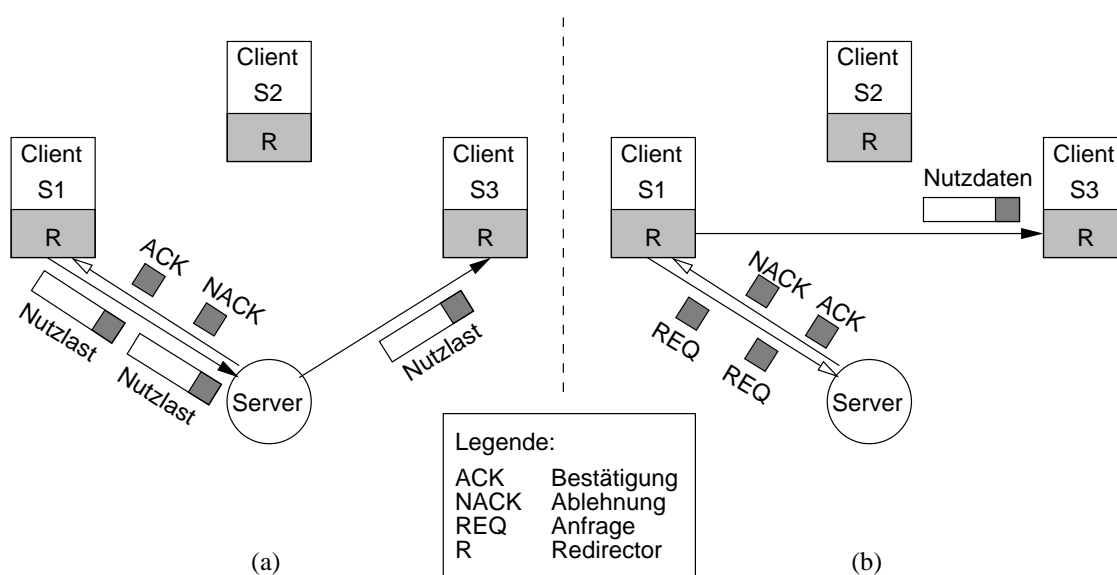 Client
S2
R
Client
S1
R
Client
S3
R
ACK
NACK
Nutzlast
Nutzlast
Nutzlast
Server
(a)
Client
S2
R
Client
S1
R
Nutzdaten
Client
S3
R
NACK
ACK
REQ
REQ
Server
(b)
Legende:
ACK Bestätigung
NACK Ablehnung
REQ Anfrage
R Redirector